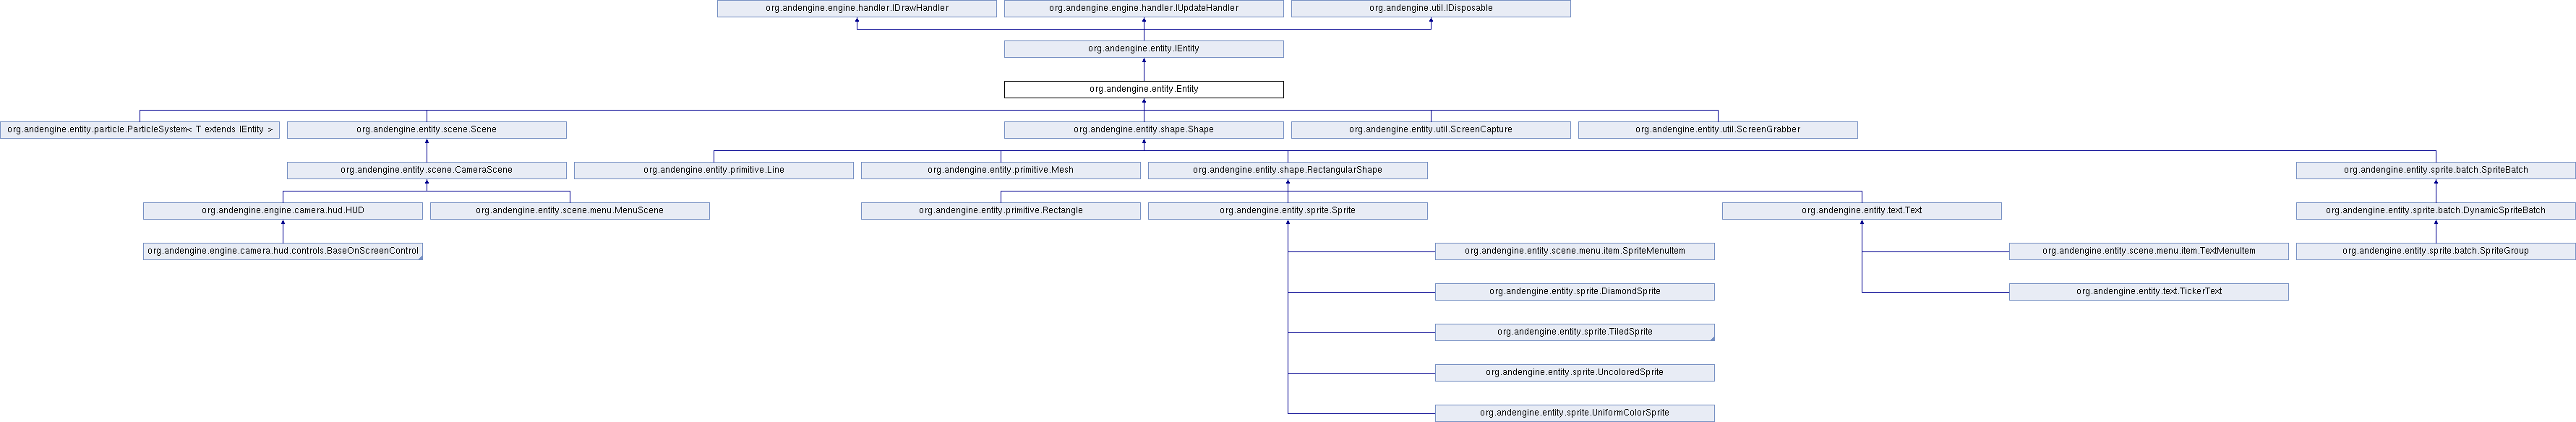 org.andengine.engine.handler.IDrawHandler
org.andengine.engine.handler.IUpdateHandler
org.andengine.util.IDisposable
org.andengine.entity.IEntity
org.andengine.entity.Entity
org.andengine.entity.particle.ParticleSystem< T extends IEntity >
org.andengine.entity.scene.Scene
org.andengine.entity.shape.Shape
org.andengine.entity.util.ScreenCapture
org.andengine.entity.util.ScreenGrabber
org.andengine.entity.scene.CameraScene
org.andengine.entity.primitive.Line
org.andengine.entity.primitive.Mesh
org.andengine.entity.shape.RectangularShape
org.andengine.entity.sprite.batch.SpriteBatch
org.andengine.engine.camera.hud.HUD
org.andengine.entity.scene.menu.MenuScene
org.andengine.entity.primitive.Rectangle
org.andengine.entity.sprite.Sprite
org.andengine.entity.text.Text
org.andengine.entity.sprite.batch.DynamicSpriteBatch
org.andengine.engine.camera.hud.controls.BaseOnScreenControl
org.andengine.entity.scene.menu.item.SpriteMenuItem
org.andengine.entity.scene.menu.item.TextMenuItem
org.andengine.entity.sprite.batch.SpriteGroup
org.andengine.entity.sprite.DiamondSprite
org.andengine.entity.text.TickerText
org.andengine.entity.sprite.TiledSprite
org.andengine.entity.sprite.UncoloredSprite
org.andengine.entity.sprite.UniformColorSprite